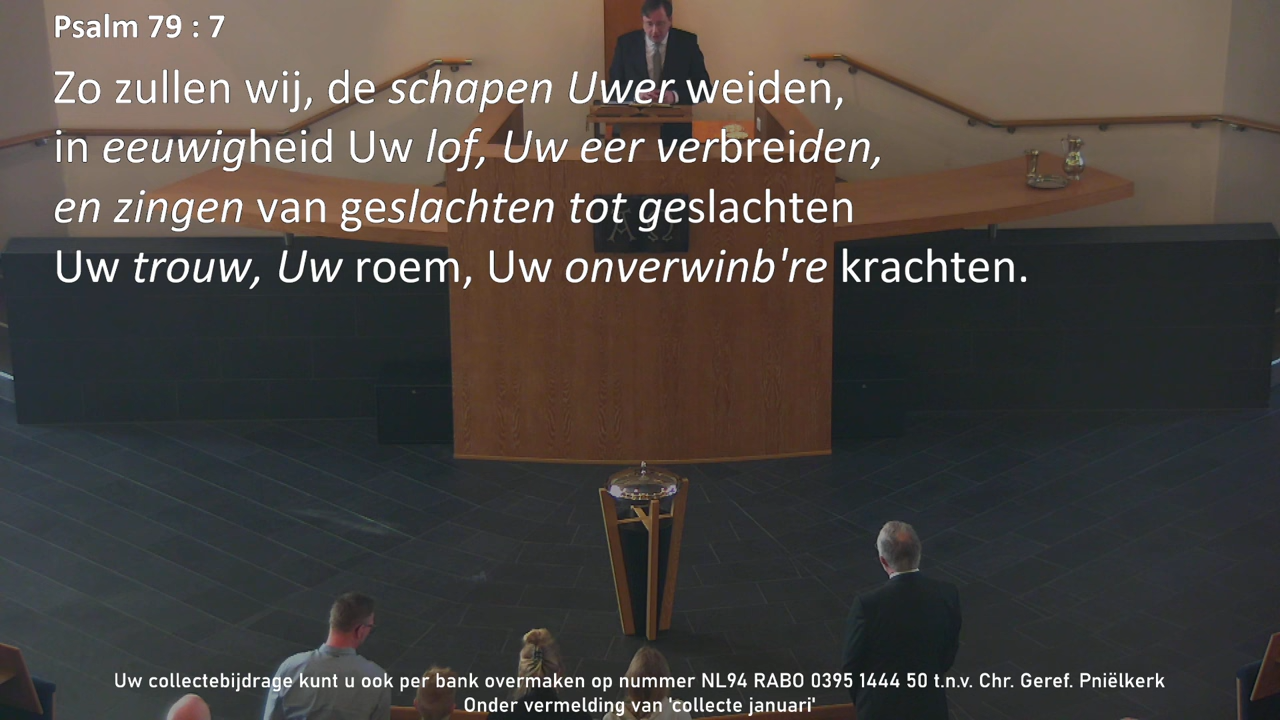 Psalm 79 : 7
Zo zullen wij, de schapen Uwer weiden,
in eeuwigheid Uw lof, Uw eer verbreiden,
en zingen van geslachten tot geslachten
Uw trouw, Uw roem, Uw onverwinb're krachten.
Uw collectebijdrage kunt u ook per bank overmaken op nummer NL94 RABO 0395 1444 50 t.n.v. Chr. Geref. Pniëlkerk
Onder vermelding van 'collecte januari'